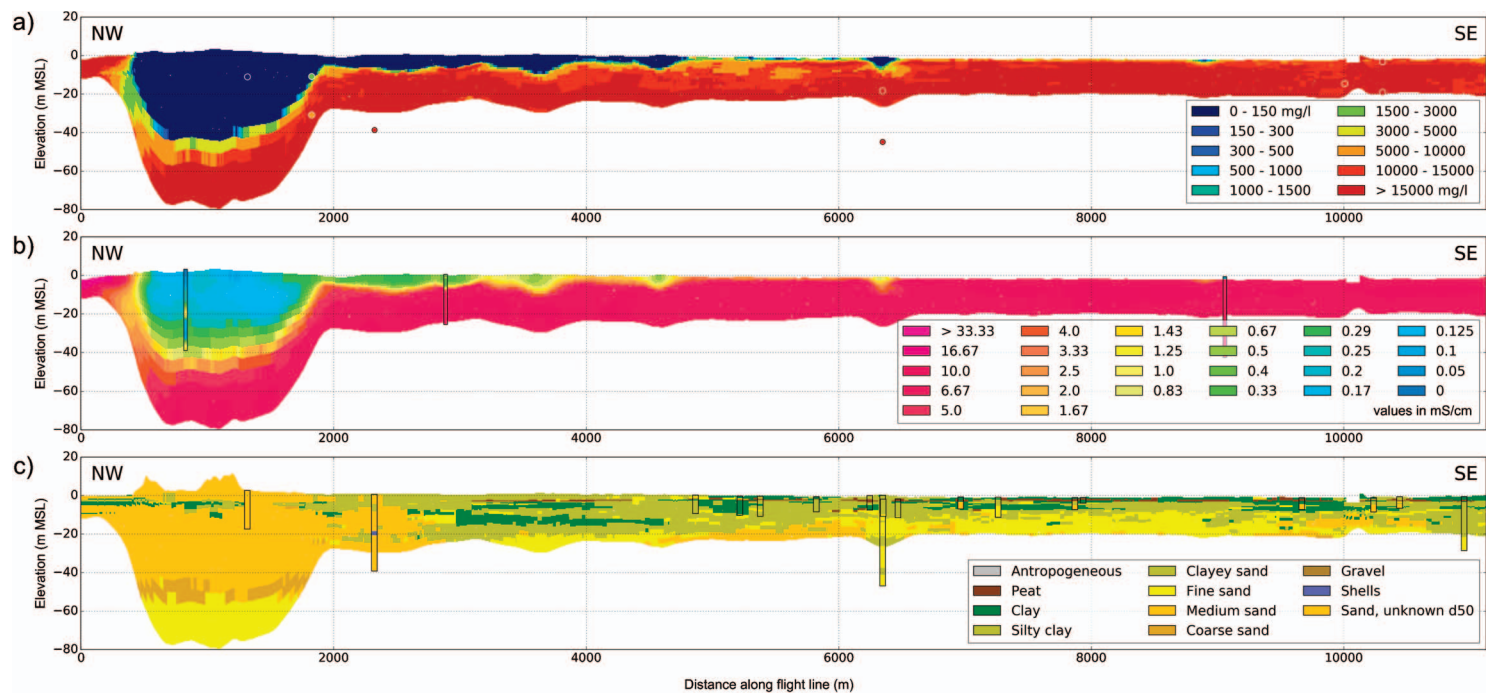 a)
NW
SE
Elevation (m MSL)
20
0
−20
−40
−60
−80
0
2000
4000
6000
8000
10000
0 - 150 mg/l
150 - 300
300 - 500
500 - 1000
1000 - 1500
1500 - 3000
3000 - 5000
5000 - 10000
10000 - 15000
> 15000 mg/l
b)
NW
SE
Elevation (m MSL)
20
0
−20
−40
−60
−80
0
2000
4000
6000
8000
10000
> 33.33
16.67
10.0
6.67
5.0
4.0
3.33
2.5
2.0
1.67
1.43
1.25
1.0
0.83
0.67
0.5
0.4
0.33
0.29
0.25
0.2
0.17
0.125
0.1
0.05
0
values in mS/cm
c)
NW
SE
Elevation (m MSL)
20
0
−20
−40
−60
−80
0
2000
4000
6000
8000
10000
Antropogeneous
Peat
Clay
Silty clay
Clayey sand
Fine sand
Medium sand
Coarse sand
Gravel
Shells
Sand, unknown d50
Distance along flight line (m)